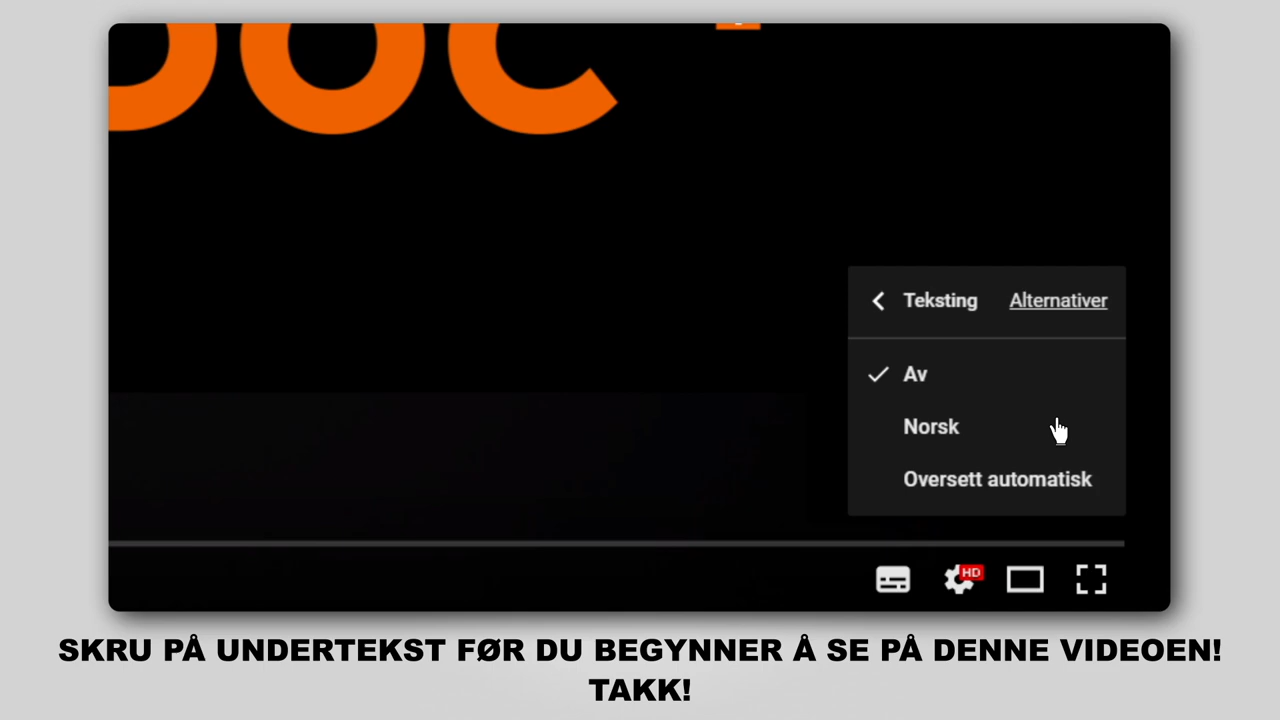 Teksting Alternativer
Av
Norsk
Oversett automatisk
HD
SKRU PÅ UNDERTEKST FØR DU BEGYNNER Å SE PÅ DENNE VIDEOEN!
TAKK!